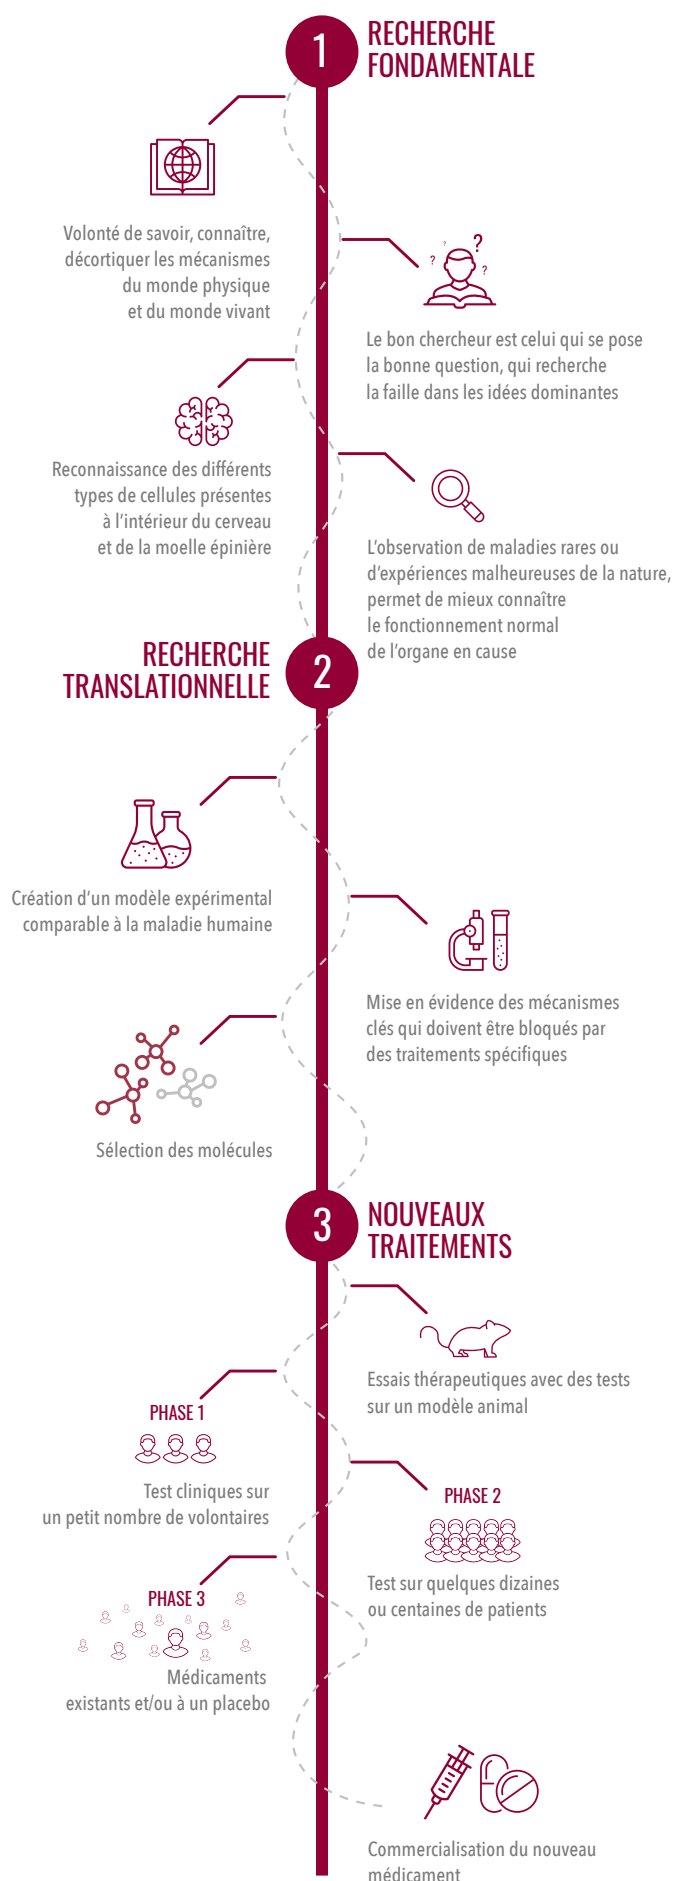 1
RECHERCHE
FONDAMENTALE
Volonté de savoir, connaître,
décortiquer les mécanismes
du monde physique
et du monde vivant
? ? ? ?
Le bon chercheur est celui qui se pose
la bonne question, qui recherche
la faille dans les idées dominantes
Reconnaissance des différents
types de cellules présentes
à l'intérieur du cerveau
et de la moelle épinière
L'observation de maladies rares ou
d'expériences malheureuses de la nature,
permet de mieux connaître
le fonctionnement normal
de l'organe en cause
RECHERCHE
TRANSLATIONNELLE
2
Création d'un modèle expérimental
comparable à la maladie humaine
Mise en évidence des mécanismes
clés qui doivent être bloqués par
des traitements spécifiques
Sélection des molécules
3
NOUVEAUX
TRAITEMENTS
Essais thérapeutiques avec des tests
sur un modèle animal
PHASE 1
Test cliniques sur
un petit nombre de volontaires
PHASE 2
Test sur quelques dizaines
ou centaines de patients
PHASE 3
Médicaments
existants et/ou à un placebo
Commercialisation du nouveau
médicament